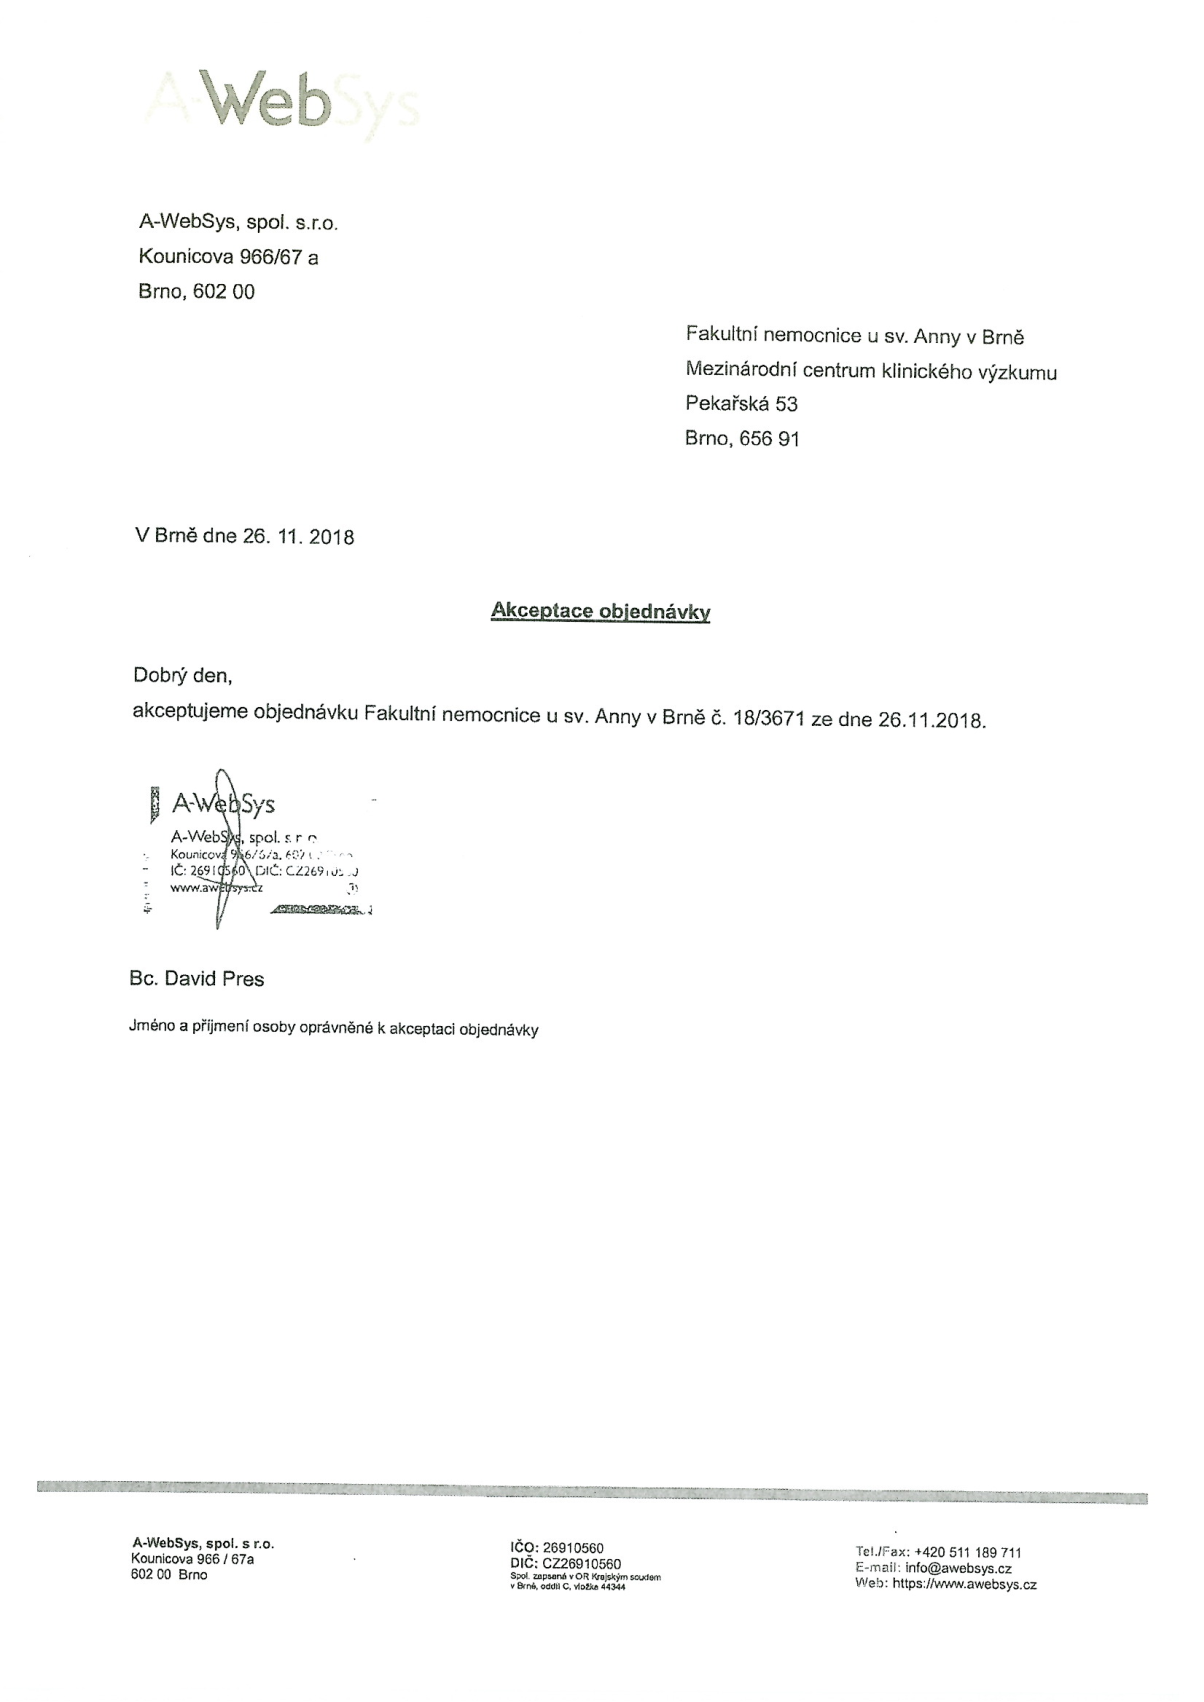 A-WebSys
A-WebSys, spol. s.r.o.
Kounicova 966/67 a
Brno, 602 00
Fakultní nemocnice u sv. Anny v Brně
Mezinárodní centrum klinického výzkumu
Pekařská 53
Brno, 656 91
V Brně dne 26. 11. 2018
Akceptace objednávky
Dobrý den,
akceptujeme objednávku Fakultní nemocnice u sv. Anny v Brně č. 18/3671 ze dne 26.11.2018.
A-WebSys
A-WebSys, spol. s r
Kounicova
IČ: 26910560 DIČ:
www.awebsys.cz
Bc. David Pres
Jméno a příjmení osoby oprávněné k akceptaci objednávky
A-WebSys, spol. s r.o.
Kounicova 966 / 67a
602 00 Brno
IČO: 26910560
DIČ: CZ26910560
Spol. zapsaná v OR Krajským soudem
v Brně, oddíl C, vložka 44344
Tel./Fax: +420 511 189 711
E-mail: info@awebsys.cz
Web: https://www.awebsys.cz